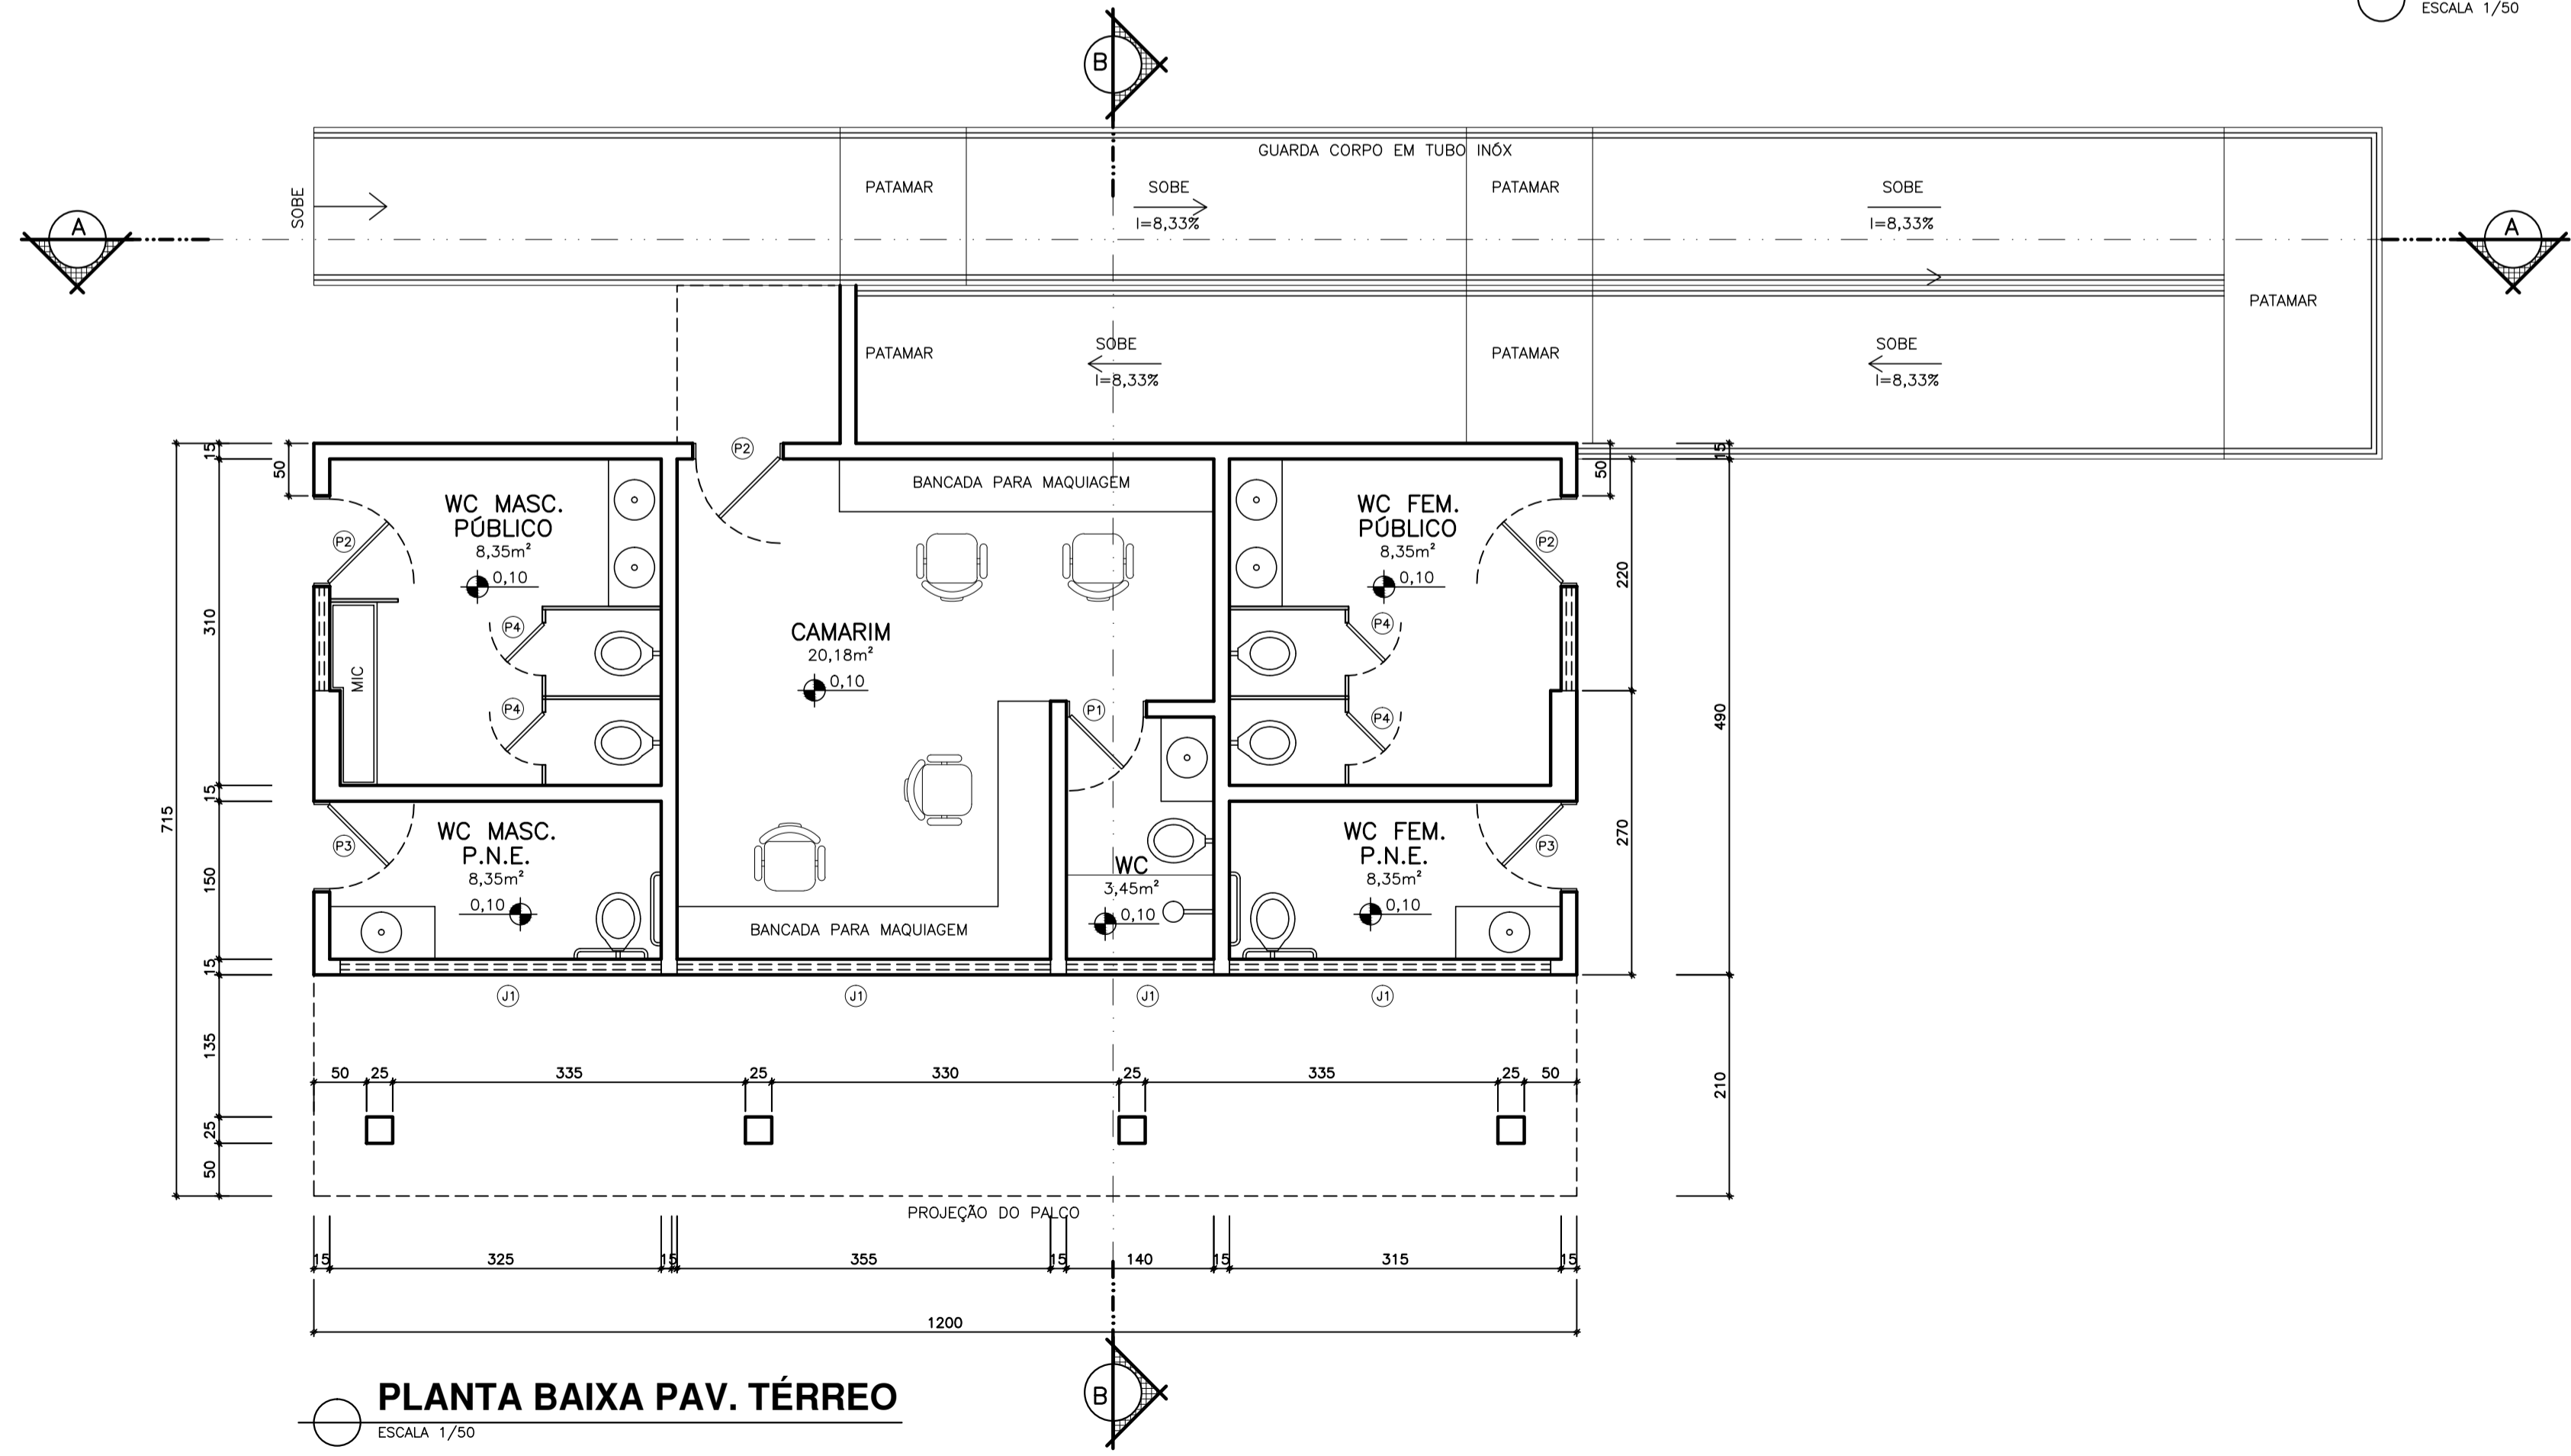 ESCALA 1/50
B
GUARDA CORPO EM TUBO INÓX
SOBE
PATAMAR
SOBE
I=8,33%
PATAMAR
SOBE
I=8,33%
A
A
PATAMAR
PATAMAR
SOBE
I=8,33%
PATAMAR
SOBE
I=8,33%
15
50
P2
50
15
BANCADA PARA MAQUIAGEM
WC MASC.
PÚBLICO
8,35m²
0,10
P2
WC FEM.
PÚBLICO
8,35m²
0,10
P2
220
310
MIC
P4
P4
CAMARIM
20,18m²
0,10
P4
P4
P1
490
715
15
270
WC MASC.
P.N.E.
8,35m²
0,10
P3
150
WC
3,45m²
0,10
WC FEM.
P.N.E.
8,35m²
0,10
P3
BANCADA PARA MAQUIAGEM
15
J1
J1
J1
J1
135
50
25
335
25
330
25
335
25
50
210
25
50
PROJEÇÃO DO PALCO
15
325
15
355
15
140
15
315
15
1200
PLANTA BAIXA PAV. TÉRREO
ESCALA 1/50
B